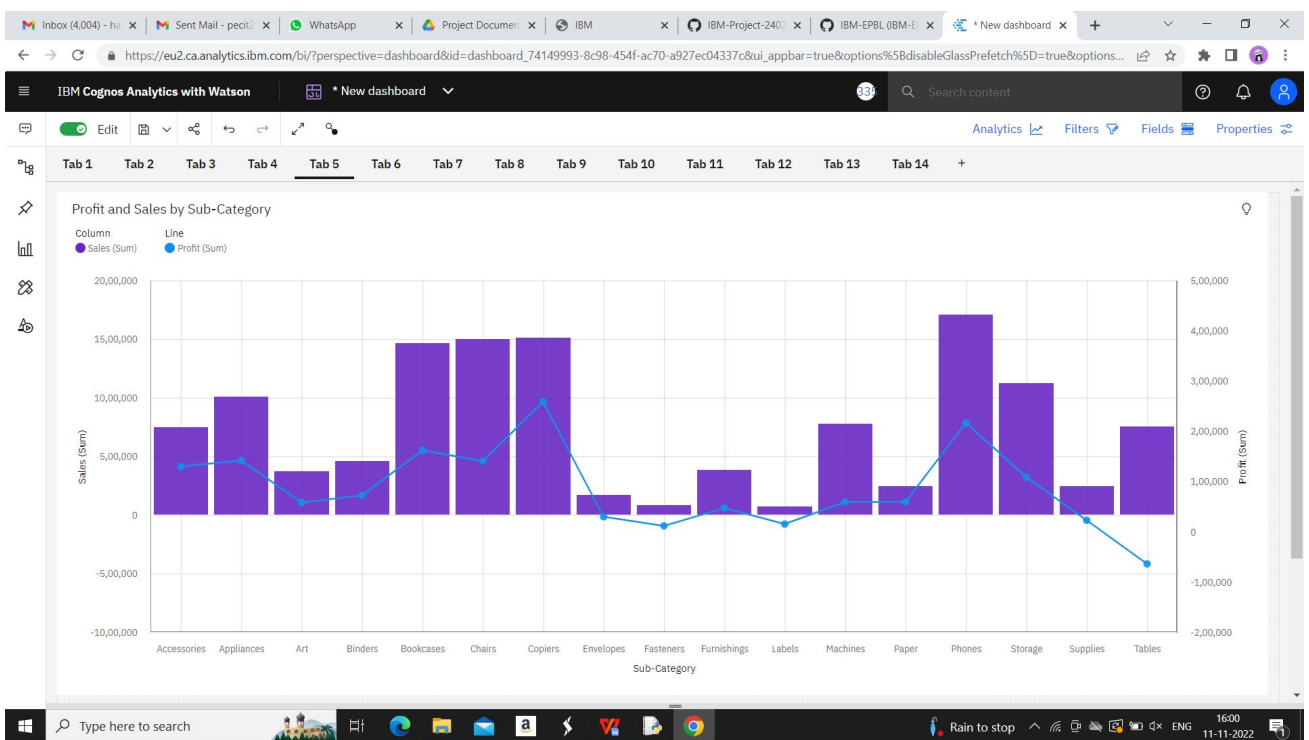 Inbox (4,004) - ha
Sent Mail - pecit2
WhatsApp
Project Documen
IBM
IBM-Project-2402
IBM-EPBL (IBM-E
* New dashboard
https://eu2.ca.analytics.ibm.com/bi/?perspective=dashboard&id=dashboard_74149993-8c98-454f-ac70-a927ec04337c&ui_appbar=true&options%5BdisableGlassPrefetch%5D=true&options...
IBM Cognos Analytics with Watson
* New dashboard
Search content
Edit
Analytics
Filters
Fields
Properties
Tab 1 Tab 2 Tab 3 Tab 4 Tab 5 Tab 6 Tab 7 Tab 8 Tab 9 Tab 10 Tab 11 Tab 12 Tab 13 Tab 14 +
Profit and Sales by Sub-Category
Column Line
Sales (Sum) Profit (Sum)
20,00,000
15,00,000
10,00,000
5,00,000
0
-5,00,000
-10,00,000
Sales (Sum)
5,00,000
4,00,000
3,00,000
2,00,000
1,00,000
0
-1,00,000
-2,00,000
Profit (Sum)
Accessories Appliances Art Binders Bookcases Chairs Copiers Envelopes Fasteners Furnishings Labels Machines Paper Phones Storage Supplies Tables
Sub-Category
Type here to search
Rain to stop
ENG
16:00
11-11-2022